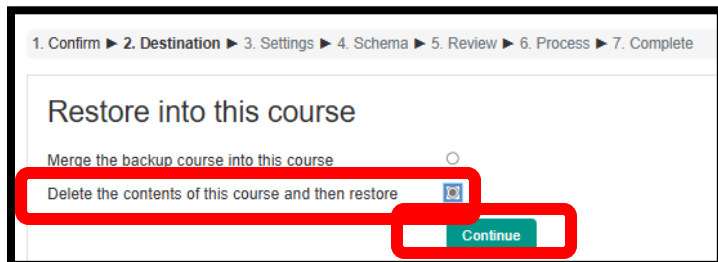 1. Confirm ► 2. Destination ► 3. Settings ► 4. Schema ► 5. Review ► 6. Process ► 7. Complete
Restore into this course
Merge the backup course into this course
Delete the contents of this course and then restore
Continue